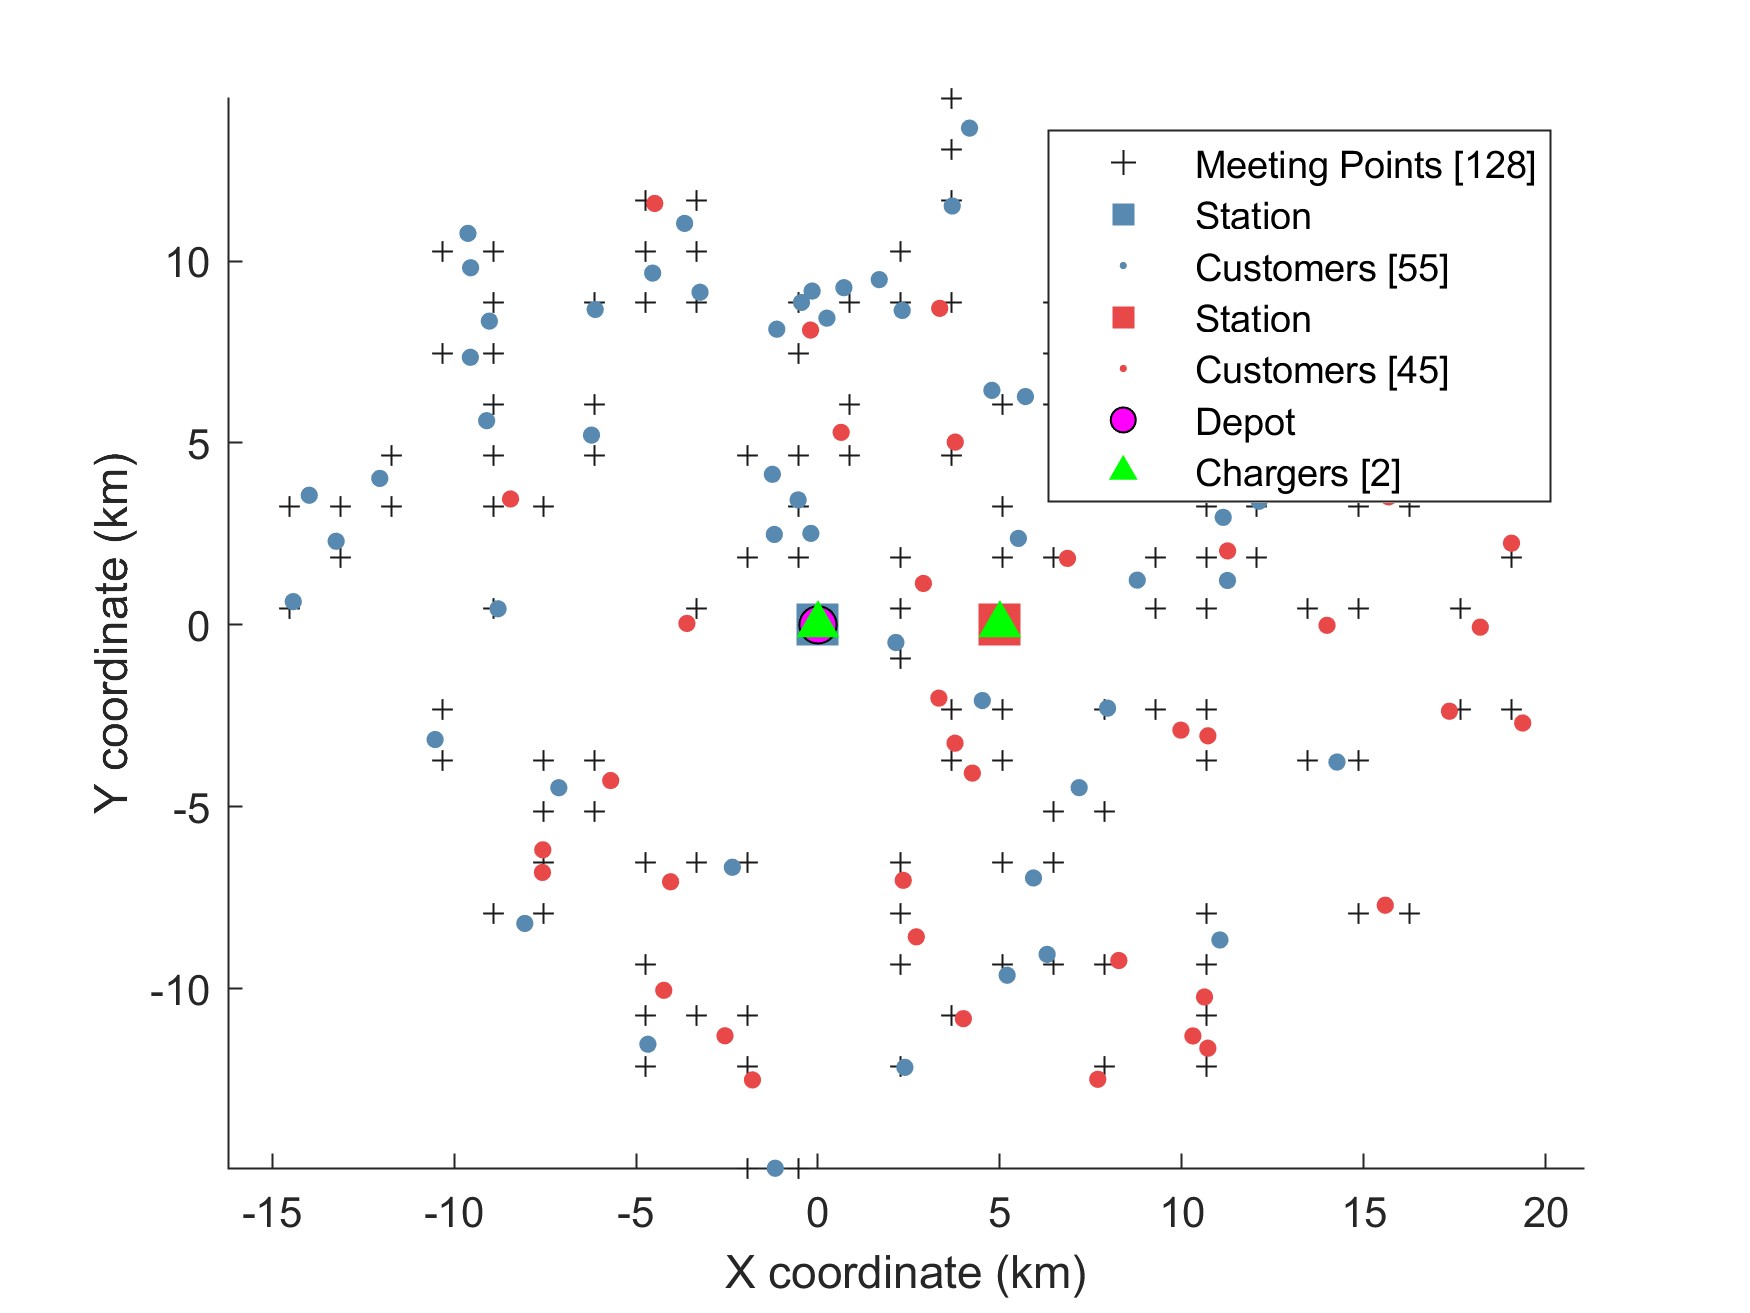 Meeting Points [128]
Station
Customers [55]
Station
Customers [45]
Depot
Chargers [2]
10
5
0
-5
-10
Y coordinate (km)
-15 -10 -5 0 5 10 15 20
X coordinate (km)